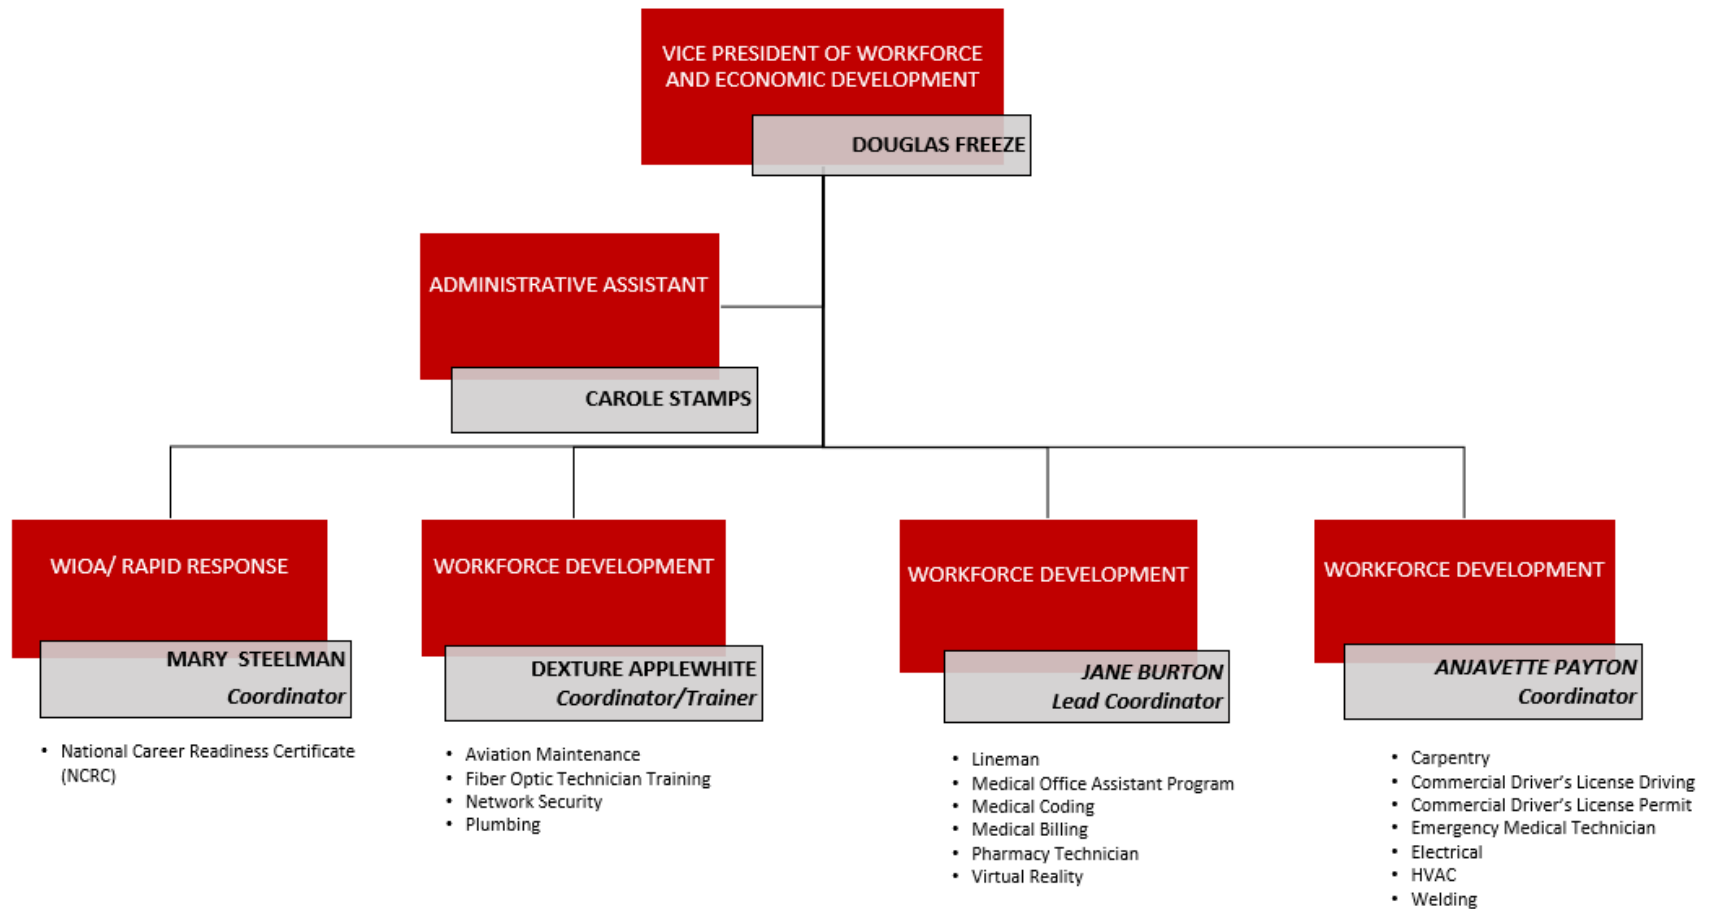 VICE PRESIDENT OF WORKFORCE
AND ECONOMIC DEVELOPMENT
DOUGLAS FREEZE
ADMINISTRATIVE ASSISTANT
CAROLE STAMPS
WIOA/ RAPID RESPONSE
MARY  STEELMAN
Coordinator
• National Career Readiness Certificate
(NCRC)
WORKFORCE DEVELOPMENT
DEXTURE APPLEWHITE
Coordinator/Trainer
• Aviation Maintenance
• Fiber Optic Technician Training
• Network Security
• Plumbing
WORKFORCE DEVELOPMENT
JANE BURTON
Lead Coordinator
• Lineman
• Medical Office Assistant Program
• Medical Coding
• Medical Billing
• Pharmacy Technician
• Virtual Reality
WORKFORCE DEVELOPMENT
ANJAVETTE PAYTON
Coordinator
• Carpentry
• Commercial Driver’s License Driving
• Commercial Driver’s License Permit
• Emergency Medical Technician
• Electrical
• HVAC
• Welding